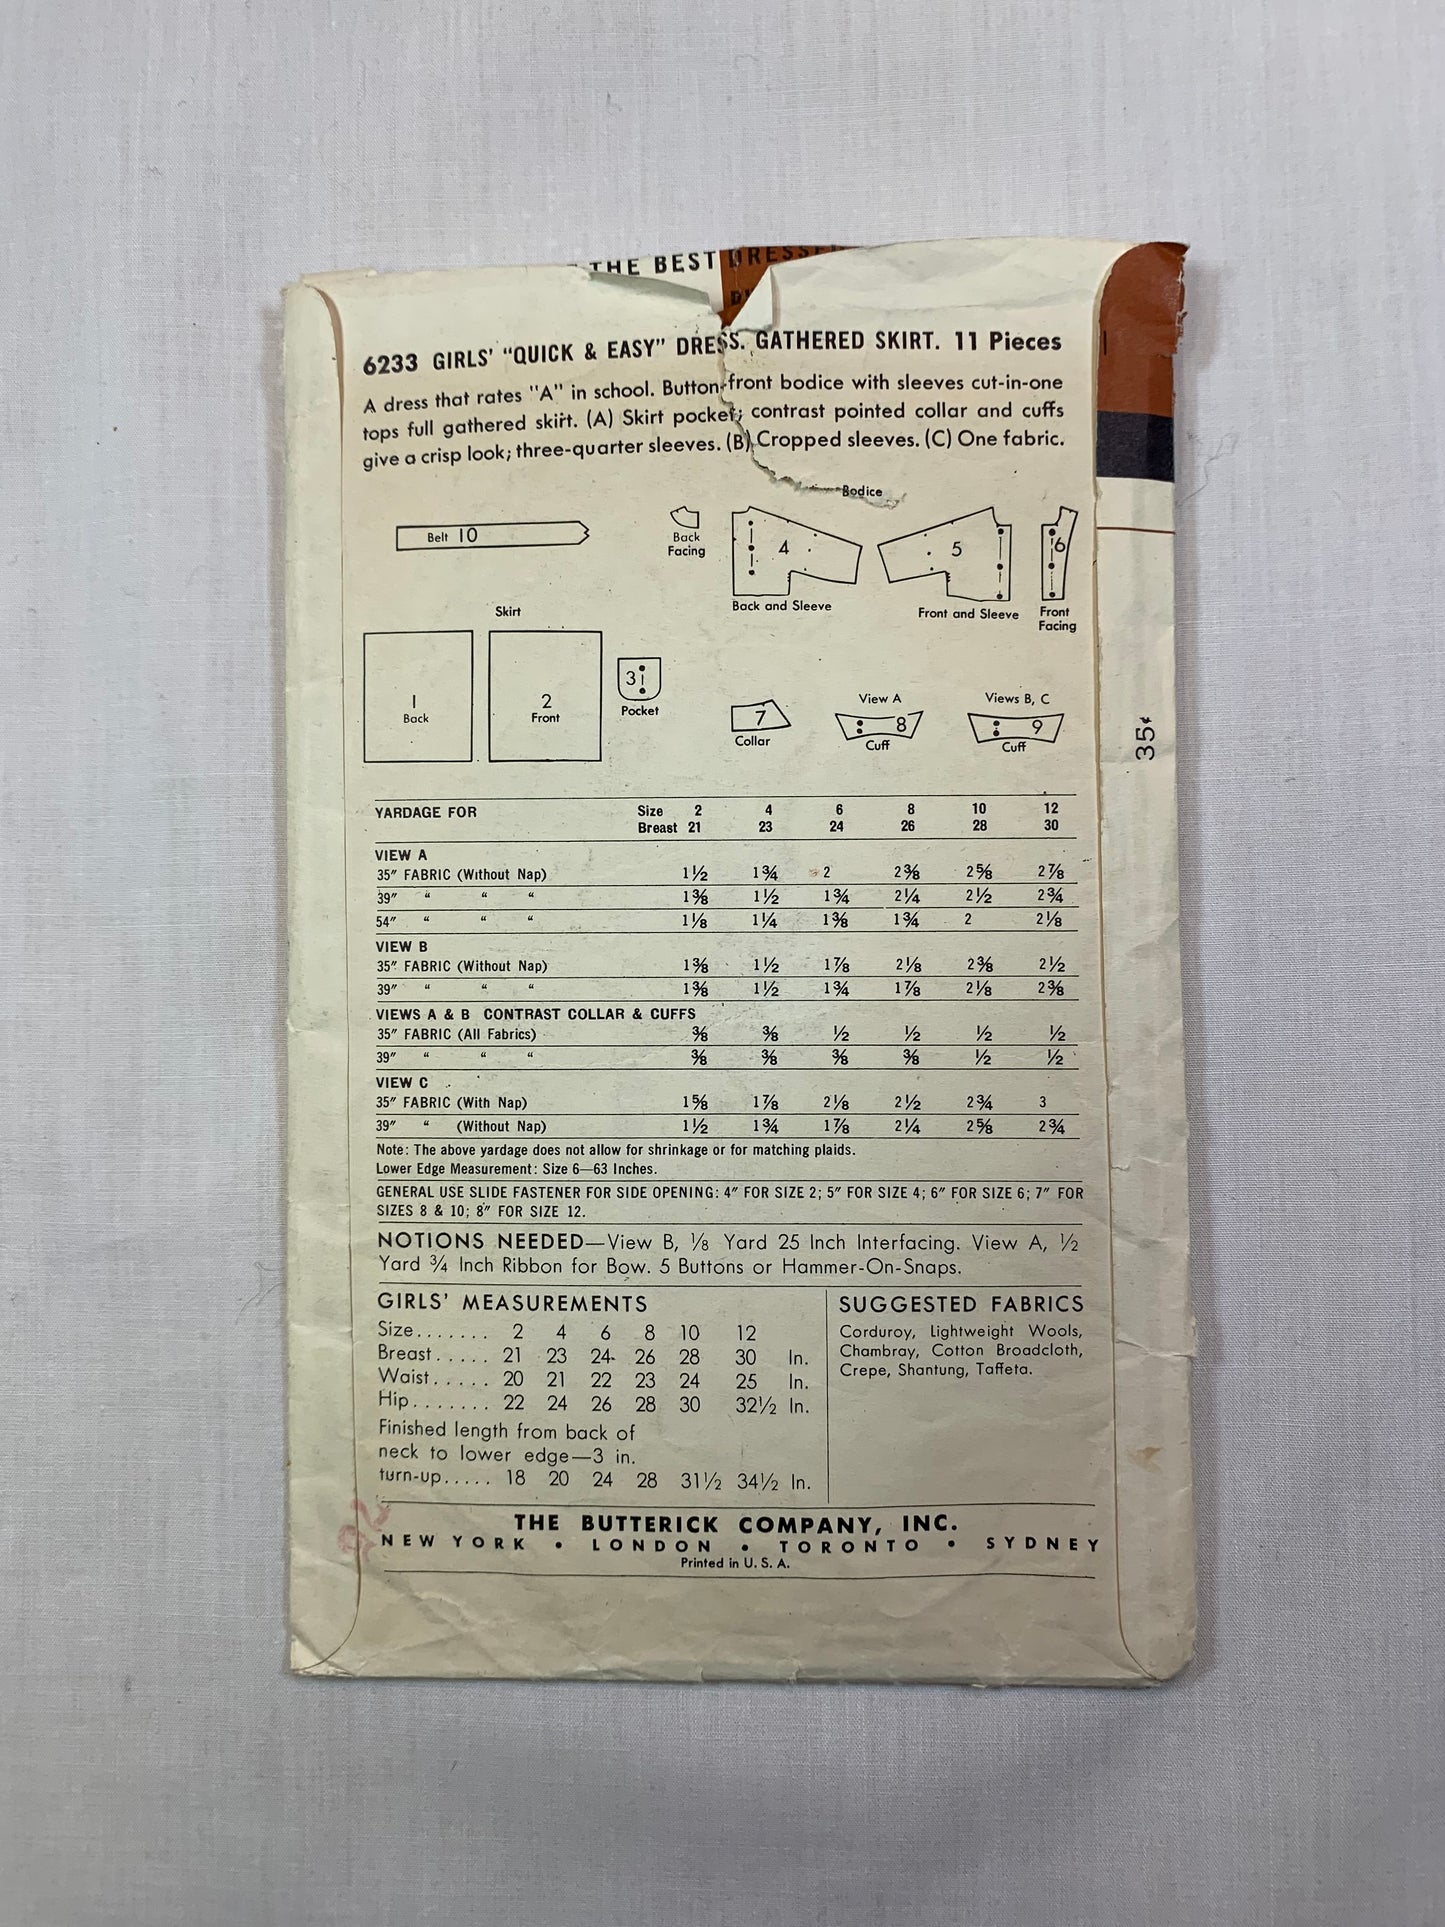 THE BEST DRESSE
6233 GIRLS' "QUICK & EASY" DRESS. GATHERED SKIRT. 11 Pieces
A dress that rates "A" in school. Button-front bodice with sleeves cut-in-one
tops full gathered skirt. (A) Skirt pocket; contrast pointed collar and cuffs
give a crisp look; three-quarter sleeves. (B) Cropped sleeves. (C) One fabric.
Bodice
Belt 10
Back
Facing
4
Back and Sleeve
5
Front and Sleeve
6
Front
Facing
Skirt
1
Back
2
Front
3
Pocket
7
Collar
View A
8
Cuff
Views B, C
9
Cuff
35¢
YARDAGE FOR Size 2 4 6 8 10 12
Breast 21 23 24 26 28 30
VIEW A
35" FABRIC (Without Nap) 1½ 1¾ 2 2⅜ 2⅝ 2⅞
39" " " " 1⅜ 1½ 1¾ 2¼ 2½ 2¾
54" " " " 1⅛ 1¼ 1⅜ 1¾ 2 2⅛
VIEW B
35" FABRIC (Without Nap) 1⅜ 1½ 1⅞ 2⅛ 2⅜ 2½
39" " " " 1⅜ 1½ 1¾ 1⅞ 2⅛ 2⅜
VIEWS A & B CONTRAST COLLAR & CUFFS
35" FABRIC (All Fabrics) ⅜ ⅜ ½ ½ ½ ½
39" " " " ⅜ ⅜ ⅜ ⅜ ½ ½
VIEW C
35" FABRIC (With Nap) 1⅝ 1⅞ 2⅛ 2½ 2¾ 3
39" " (Without Nap) 1½ 1¾ 1⅞ 2¼ 2⅝ 2¾
Note: The above yardage does not allow for shrinkage or for matching plaids.
Lower Edge Measurement: Size 6—63 Inches.
GENERAL USE SLIDE FASTENER FOR SIDE OPENING: 4" FOR SIZE 2; 5" FOR SIZE 4; 6" FOR SIZE 6; 7" FOR
SIZES 8 & 10; 8" FOR SIZE 12.
NOTIONS NEEDED—View B, ⅛ Yard 25 Inch Interfacing. View A, ½
Yard ¾ Inch Ribbon for Bow. 5 Buttons or Hammer-On-Snaps.
GIRLS' MEASUREMENTS
Size....... 2 4 6 8 10 12
Breast..... 21 23 24 26 28 30 In.
Waist..... 20 21 22 23 24 25 In.
Hip....... 22 24 26 28 30 32½ In.
Finished length from back of
neck to lower edge—3 in.
turn-up..... 18 20 24 28 31½ 34½ In.
SUGGESTED FABRICS
Corduroy, Lightweight Wools,
Chambray, Cotton Broadcloth,
Crepe, Shantung, Taffeta.
THE BUTTERICK COMPANY, INC.
NEW YORK • LONDON • TORONTO • SYDNEY
Printed in U. S. A.